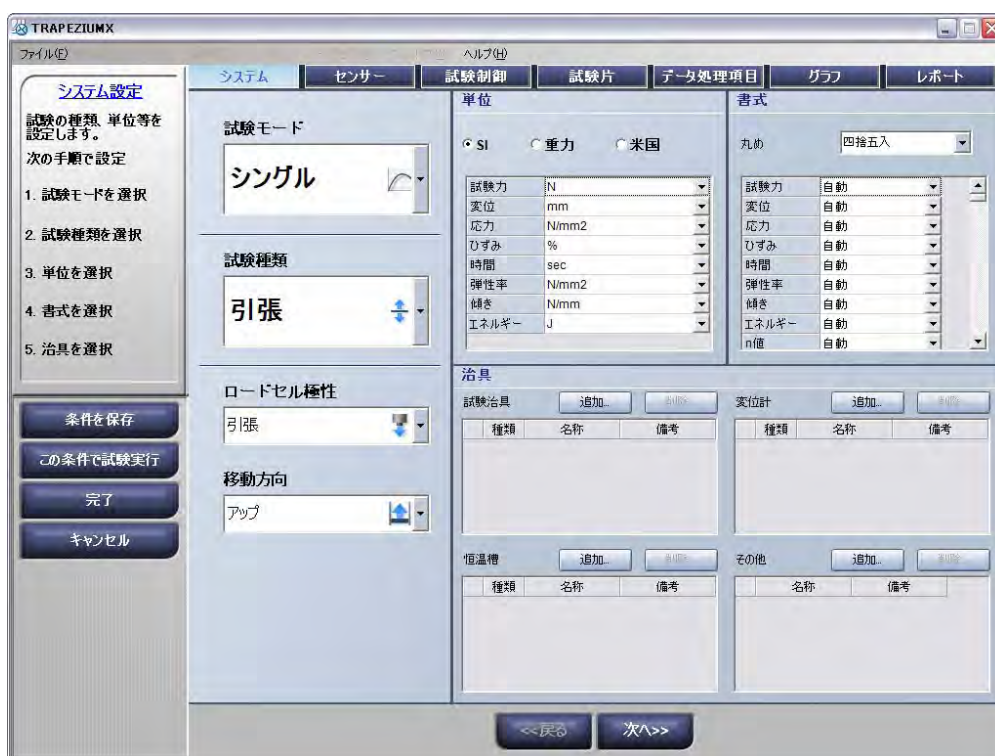 TRAPEZIUMX
ファイル(F) ヘルプ(H)
システム センサー 試験制御 試験片 データ処理項目 グラフ レポート
システム設定
試験の種類、単位等を
設定します。
次の手順で設定
1. 試験モードを選択
2. 試験種類を選択
3. 単位を選択
4. 書式を選択
5. 治具を選択
条件を保存
この条件で試験実行
完了
キャンセル
試験モード
シングル
試験種類
引張
ロードセル極性
引張
移動方向
アップ
単位
SI 重力 米国
試験力 N
変位 mm
応力 N/mm2
ひずみ %
時間 sec
弾性率 N/mm2
傾き N/mm
エネルギー J
書式
丸め 四捨五入
試験力 自動
変位 自動
応力 自動
ひずみ 自動
時間 自動
弾性率 自動
傾き 自動
エネルギー 自動
n値 自動
治具
試験治具 追加... 削除
種類 名称 備考
変位計 追加... 削除
種類 名称 備考
恒温槽 追加... 削除
種類 名称 備考
その他 追加... 削除
名称 備考
<<戻る 次へ>>